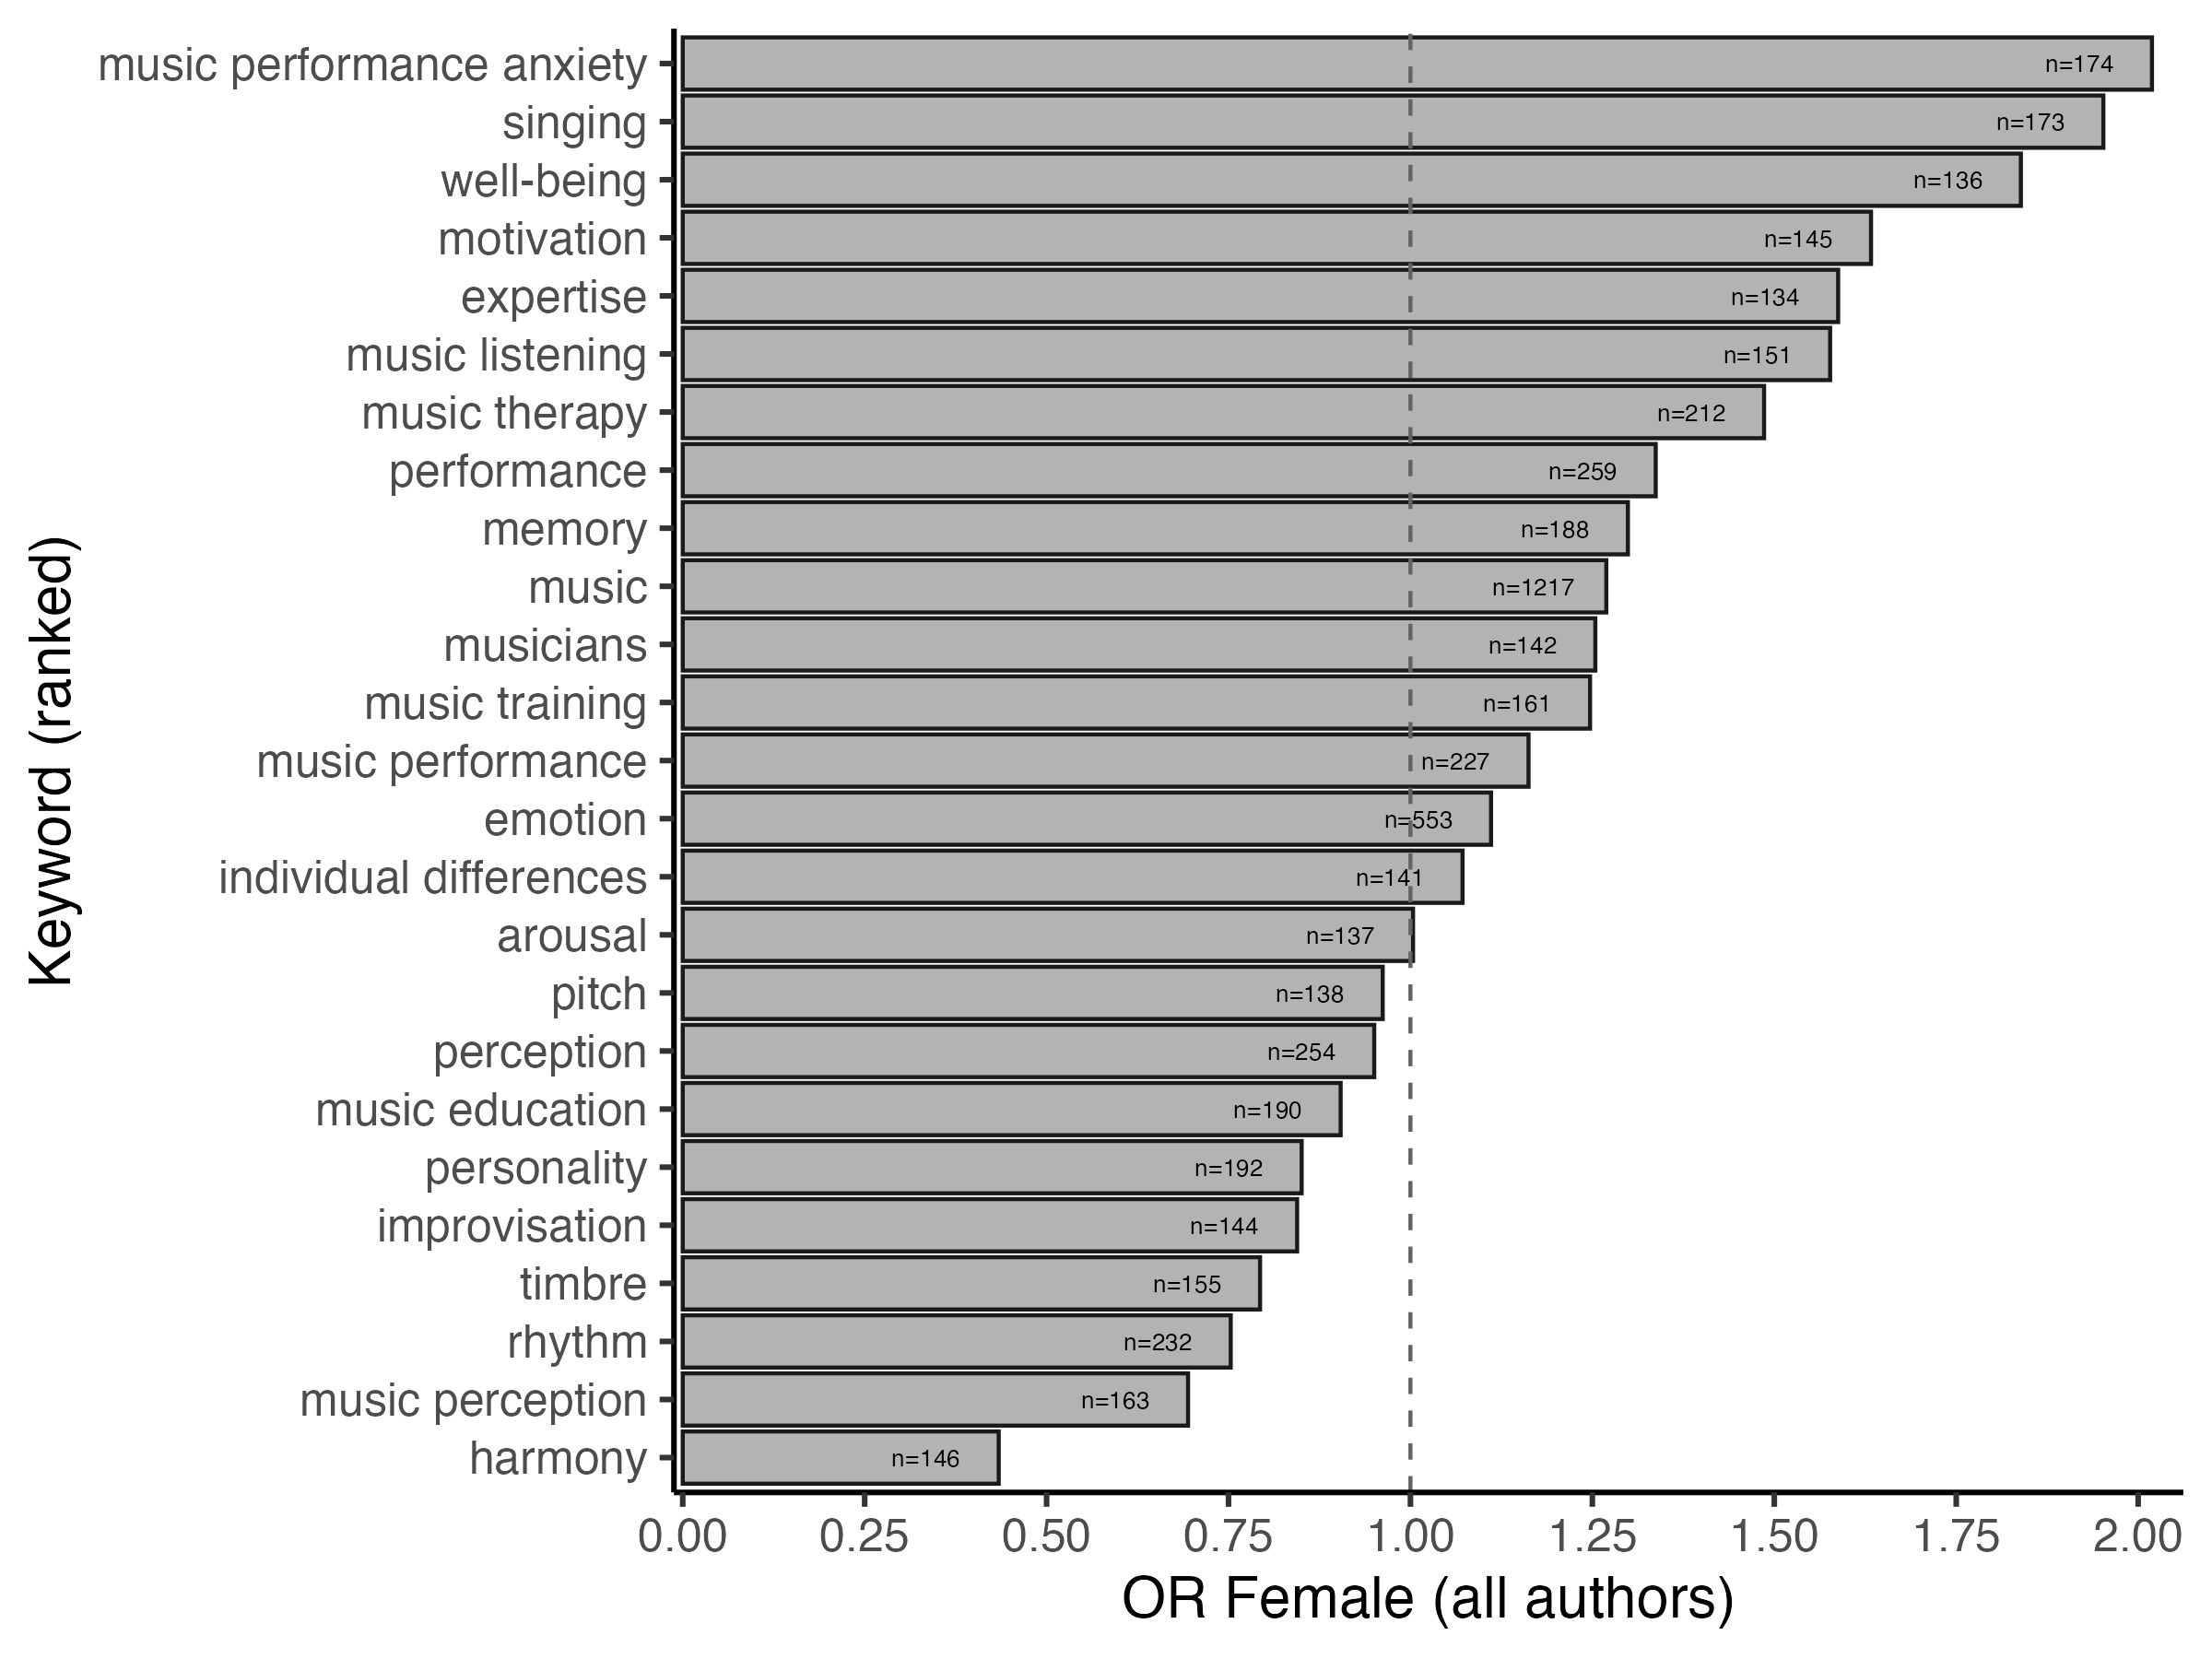 Keyword (ranked)
music performance anxiety n=174
singing n=173
well-being n=136
motivation n=145
expertise n=134
music listening n=151
music therapy n=212
performance n=259
memory n=188
music n=1217
musicians n=142
music training n=161
music performance n=227
emotion n=553
individual differences n=141
arousal n=137
pitch n=138
perception n=254
music education n=190
personality n=192
improvisation n=144
timbre n=155
rhythm n=232
music perception n=163
harmony n=146
0.00 0.25 0.50 0.75 1.00 1.25 1.50 1.75 2.00
OR Female (all authors)